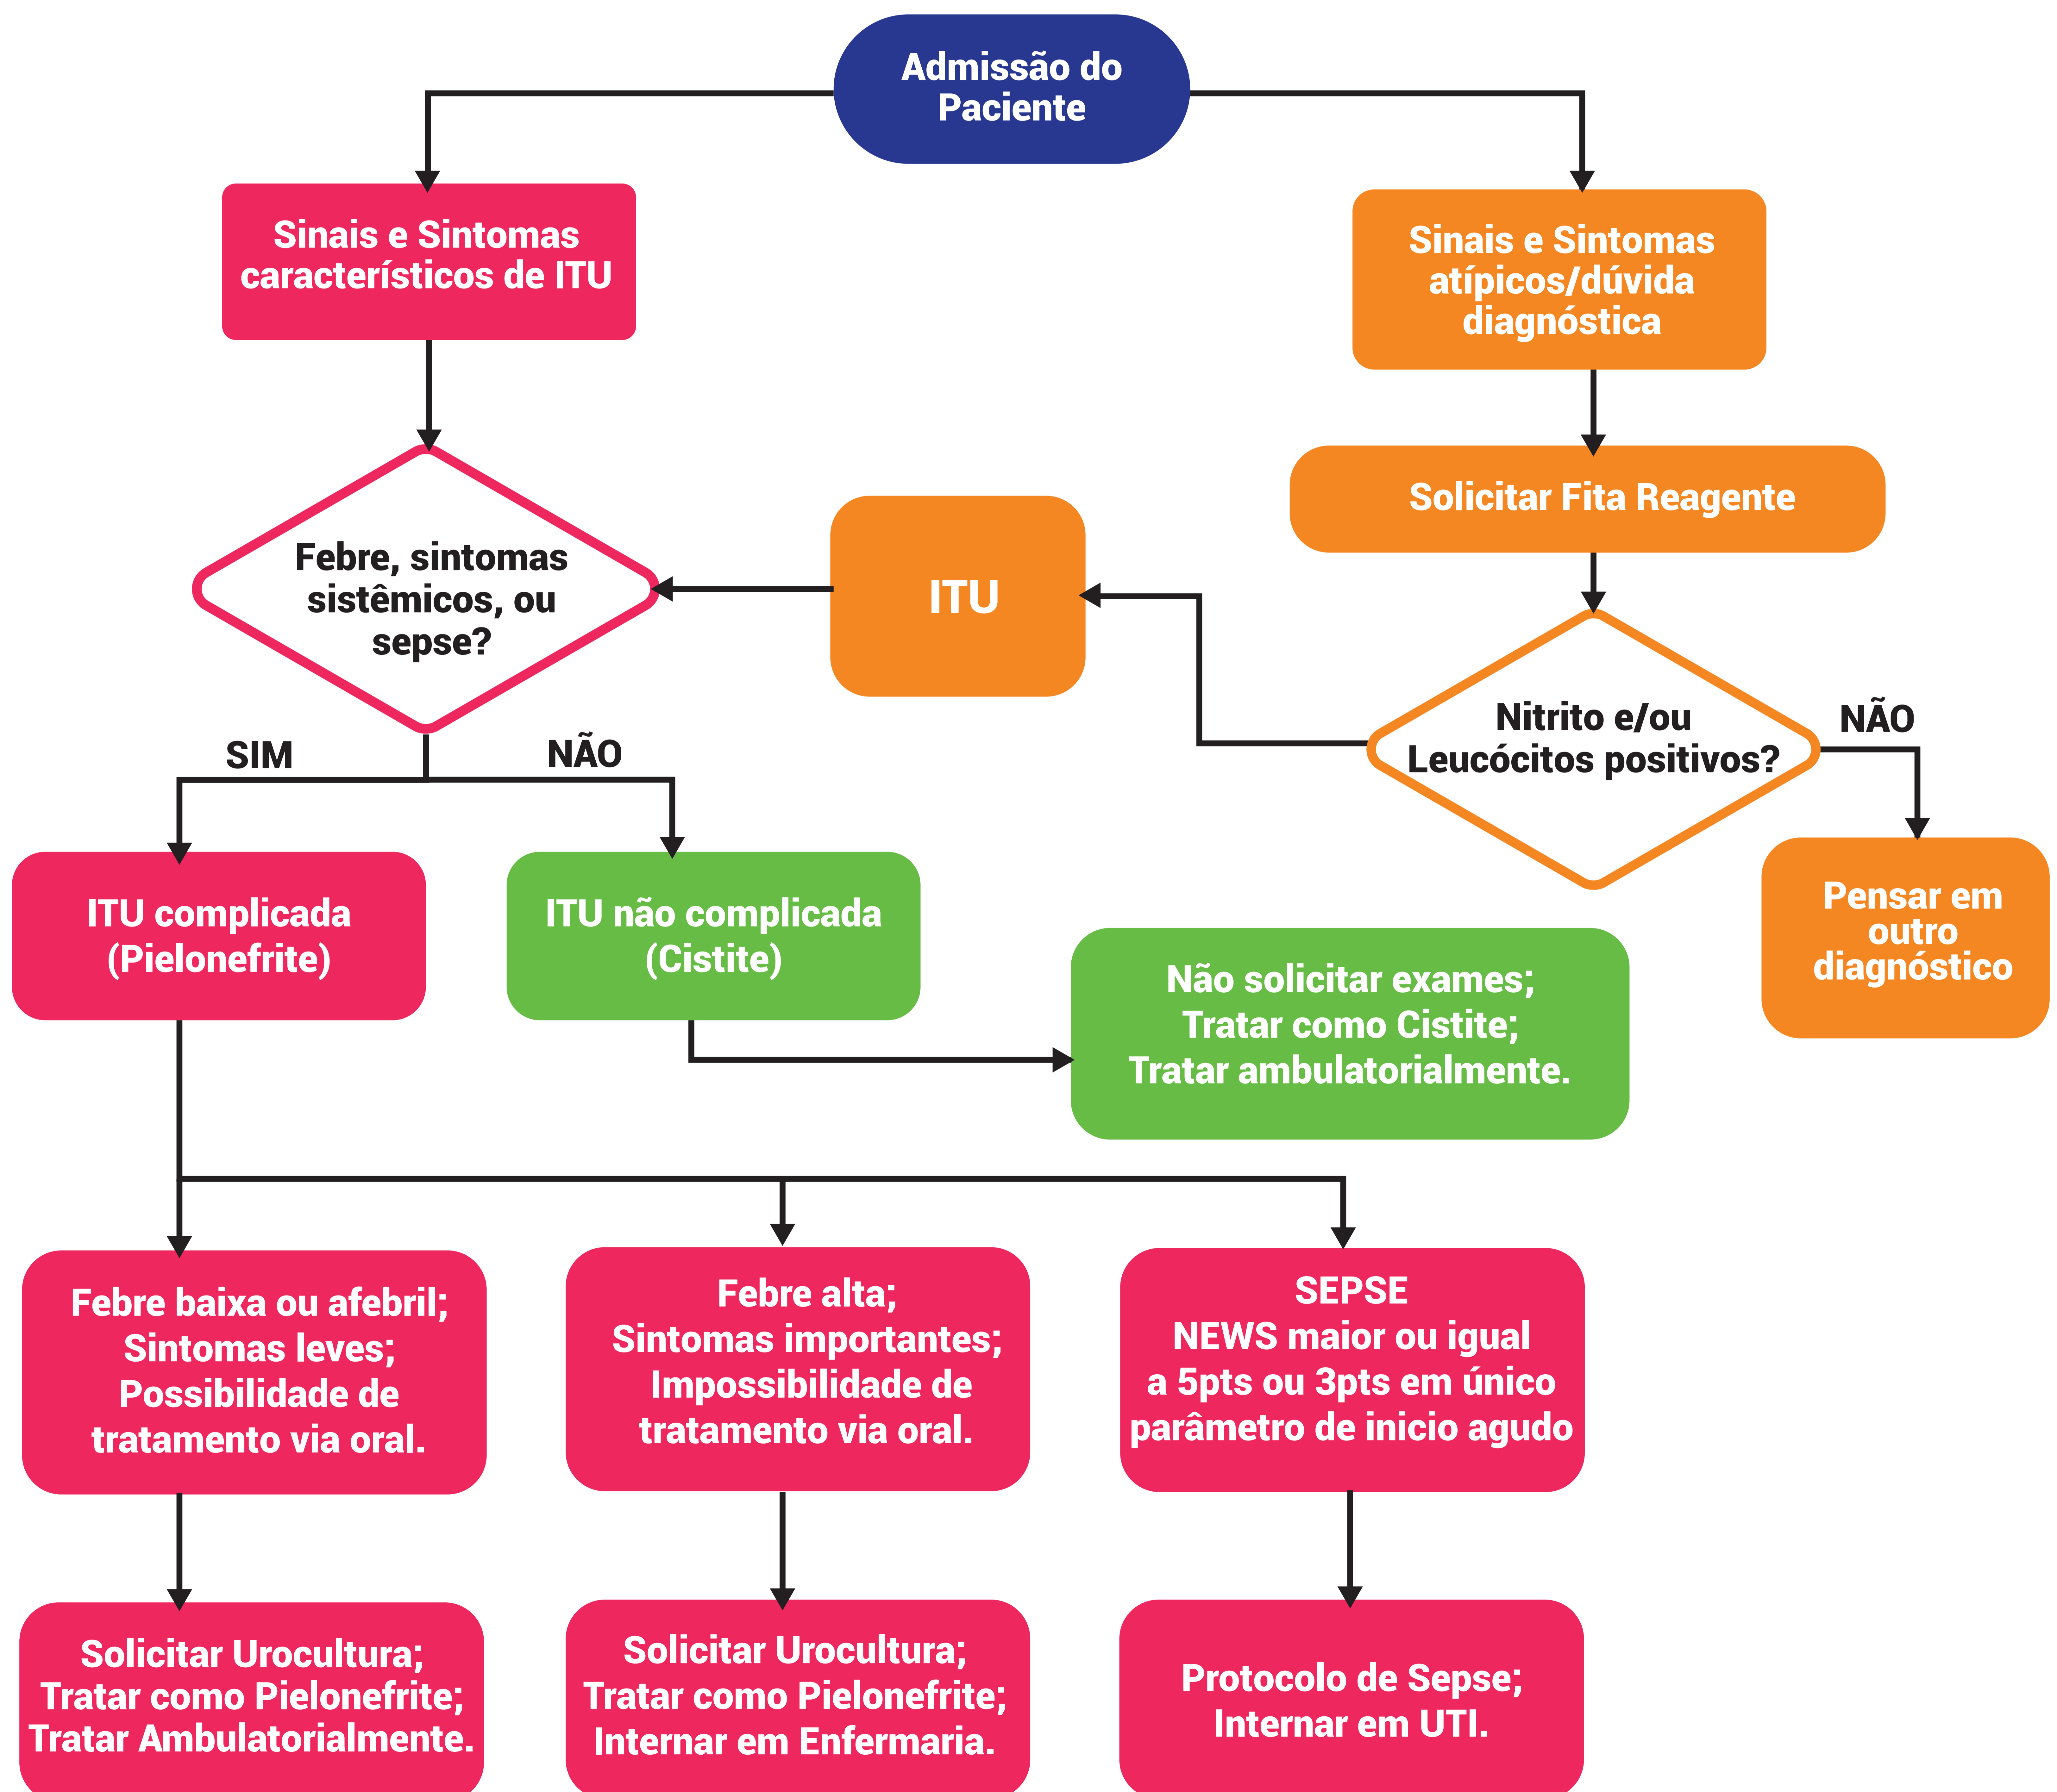 Admissão do
Paciente
Sinais e Sintomas
característicos de ITU
Sinais e Sintomas
atípicos/dúvida
diagnóstica
Solicitar Fita Reagente
Febre, sintomas
sistêmicos, ou
sepse?
ITU
Nitrito e/ou
Leucócitos positivos?
NÃO
SIM
NÃO
ITU complicada
(Pielonefrite)
ITU não complicada
(Cistite)
Pensar em
outro
diagnóstico
Não solicitar exames;
Tratar como Cistite;
Tratar ambulatorialmente.
Febre baixa ou afebril;
Sintomas leves;
Possibilidade de
tratamento via oral.
Febre alta;
Sintomas importantes;
Impossibilidade de
tratamento via oral.
SEPSE
NEWS maior ou igual
a 5pts ou 3pts em único
parâmetro de inicio agudo
Solicitar Urocultura;
Tratar como Pielonefrite;
Tratar Ambulatorialmente.
Solicitar Urocultura;
Tratar como Pielonefrite;
Internar em Enfermaria.
Protocolo de Sepse;
Internar em UTI.